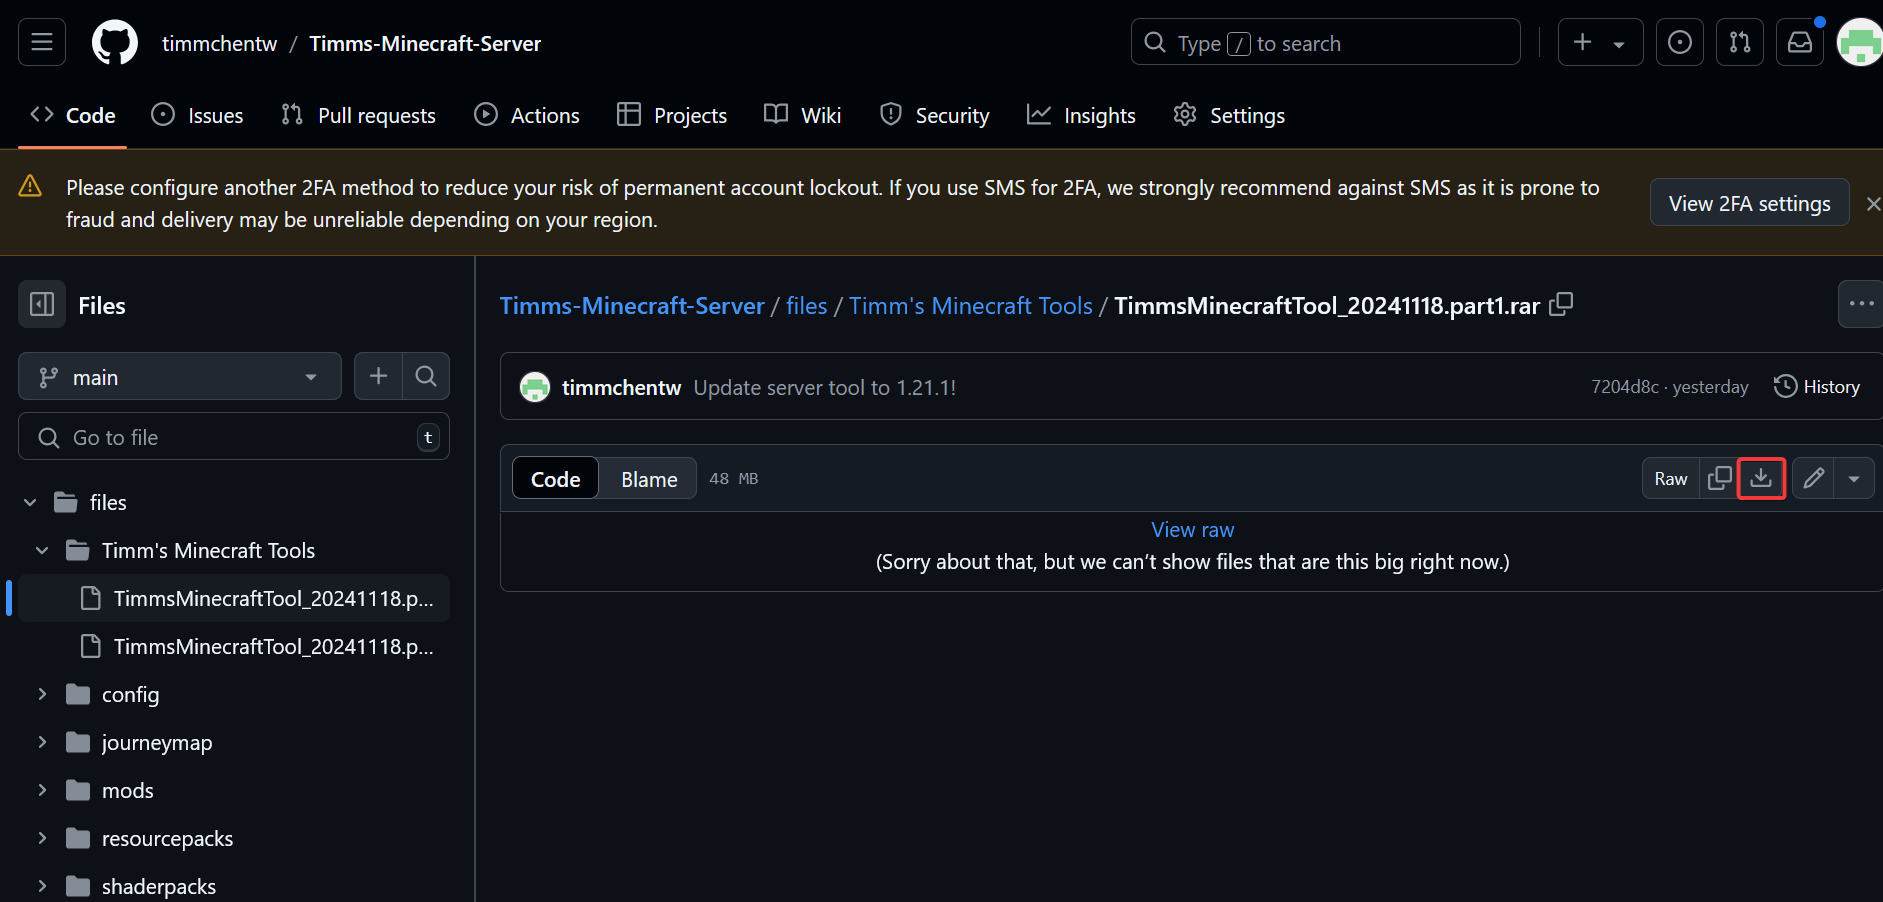 timmchentw / Timms-Minecraft-Server
Type / to search
Code
Issues
Pull requests
Actions
Projects
Wiki
Security
Insights
Settings
Please configure another 2FA method to reduce your risk of permanent account lockout. If you use SMS for 2FA, we strongly recommend against SMS as it is prone to
fraud and delivery may be unreliable depending on your region.
View 2FA settings
Files
main
Go to file
t
files
Timm's Minecraft Tools
TimmsMinecraftTool_20241118.p...
TimmsMinecraftTool_20241118.p...
config
journeymap
mods
resourcepacks
shaderpacks
Timms-Minecraft-Server / files / Timm's Minecraft Tools / TimmsMinecraftTool_20241118.part1.rar
timmchentw Update server tool to 1.21.1!
7204d8c · yesterday
History
Code
Blame
48 MB
Raw
View raw
(Sorry about that, but we can’t show files that are this big right now.)